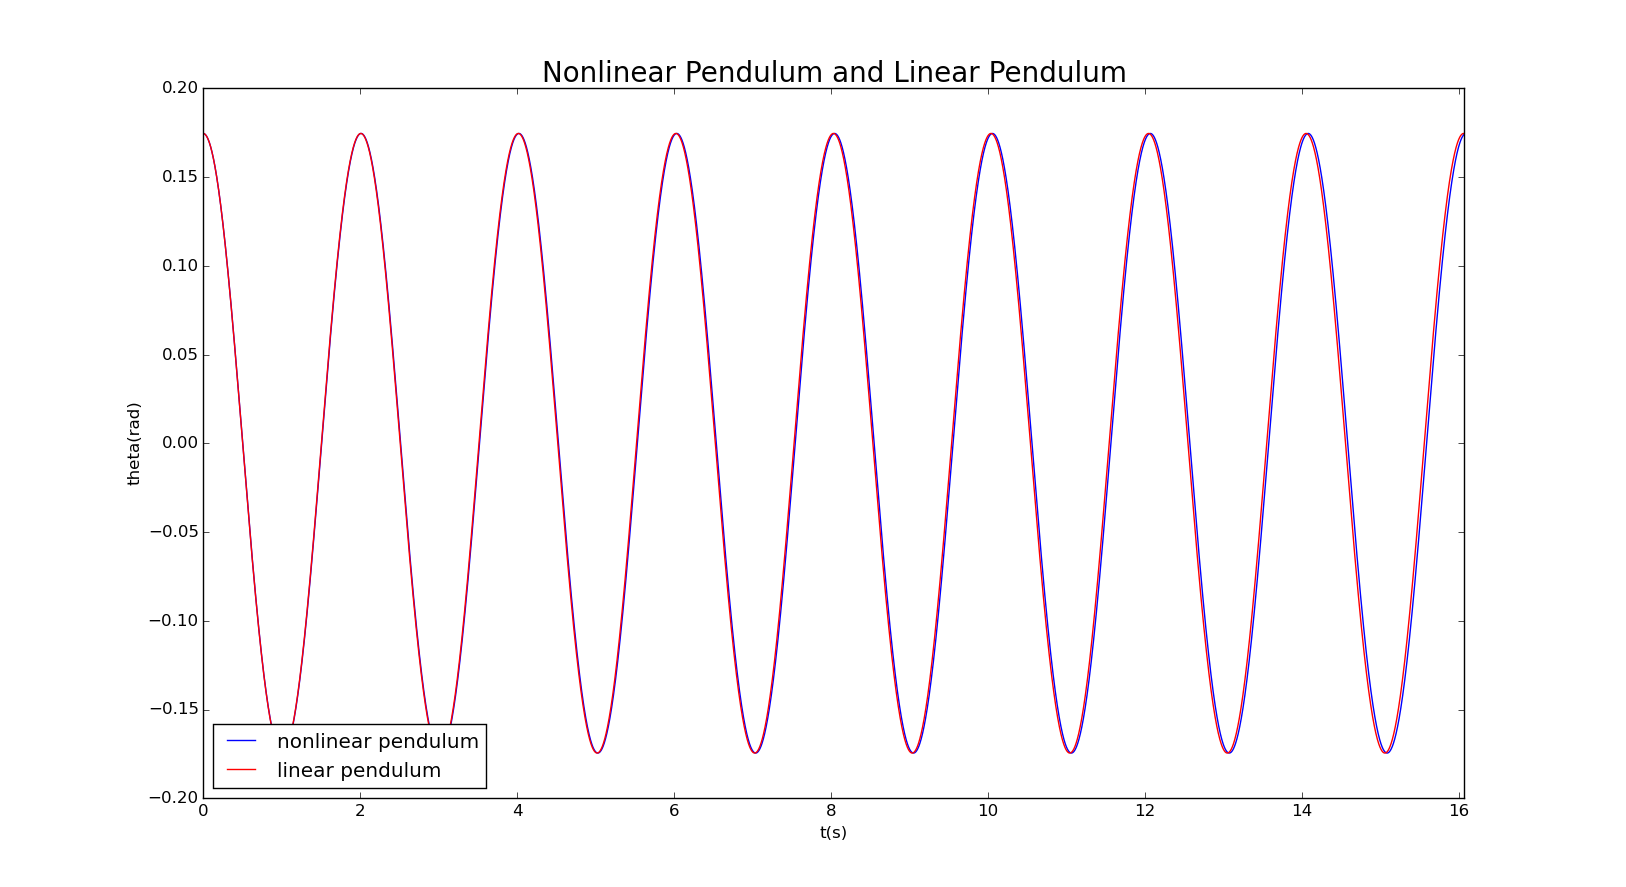 Nonlinear Pendulum and Linear Pendulum
0.20
0.15
0.10
0.05
0.00
−0.05
−0.10
−0.15
−0.20
theta(rad)
nonlinear pendulum
linear pendulum
0 2 4 6 8 10 12 14 16
t(s)